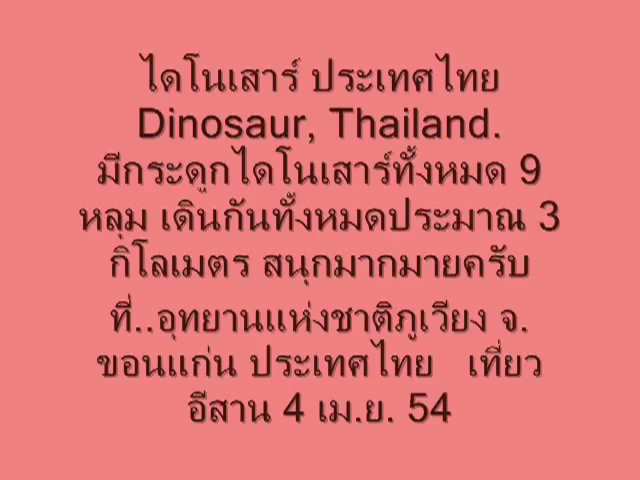 ไดโนเสาร์ ประเทศไทย
Dinosaur, Thailand.
มีกระดูกไดโนเสาร์ทั้งหมด 9
หลุม เดินกันทั้งหมดประมาณ 3
กิโลเมตร สนุกมากมายครับ
ที่..อุทยานแห่งชาติภูเวียง จ.
ขอนแก่น ประเทศไทย เที่ยว
อีสาน 4 เม.ย. 54